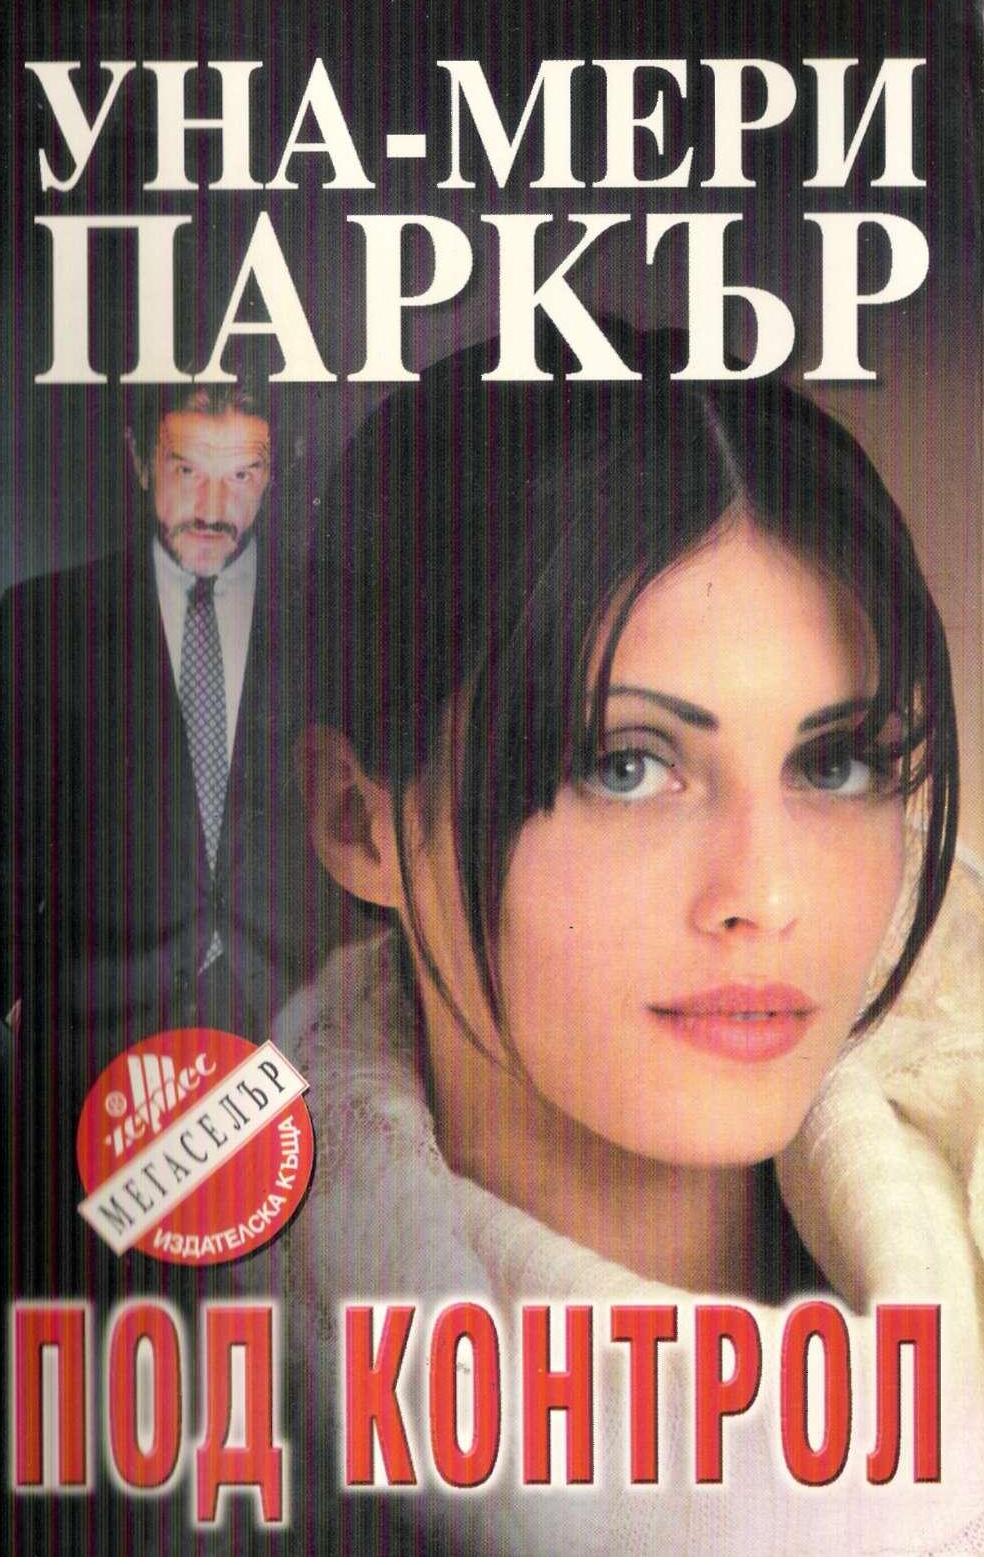 УНА-МЕРИ
ПАРКЪР
хермес
МЕГАСЕЛЪР
ИЗДАТЕЛСКА КЪЩА
ПОД КОНТРОЛ